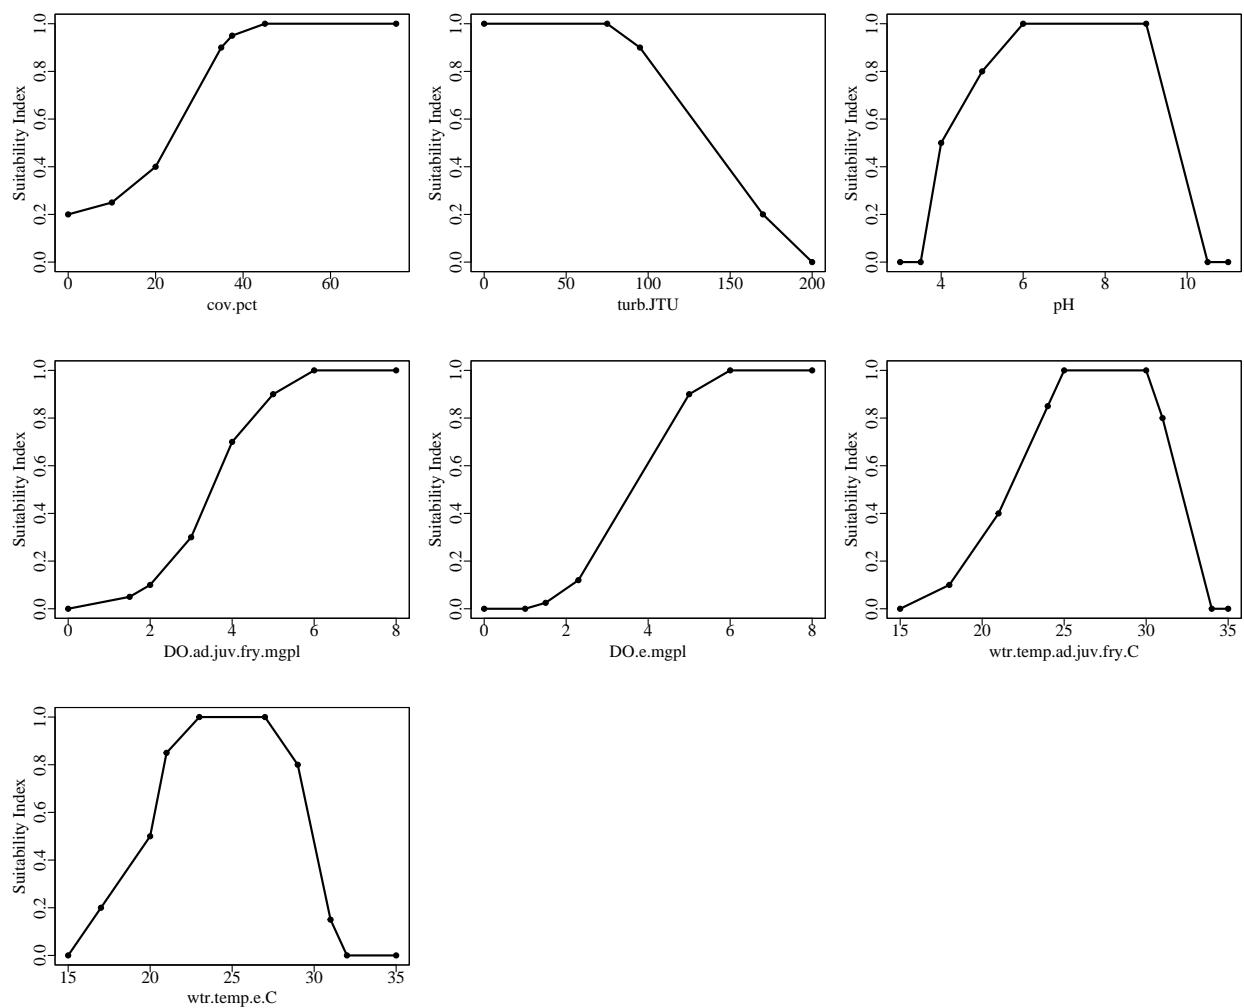 Suitability Index
0.0 0.2 0.4 0.6 0.8 1.0
0 20 40 60
cov.pct
Suitability Index
0.0 0.2 0.4 0.6 0.8 1.0
0 50 100 150 200
turb.JTU
Suitability Index
0.0 0.2 0.4 0.6 0.8 1.0
4 6 8 10
pH
Suitability Index
0.0 0.2 0.4 0.6 0.8 1.0
0 2 4 6 8
DO.ad.juv.fry.mgpl
Suitability Index
0.0 0.2 0.4 0.6 0.8 1.0
0 2 4 6 8
DO.e.mgpl
Suitability Index
0.0 0.2 0.4 0.6 0.8 1.0
15 20 25 30 35
wtr.temp.ad.juv.fry.C
Suitability Index
0.0 0.2 0.4 0.6 0.8 1.0
15 20 25 30 35
wtr.temp.e.C